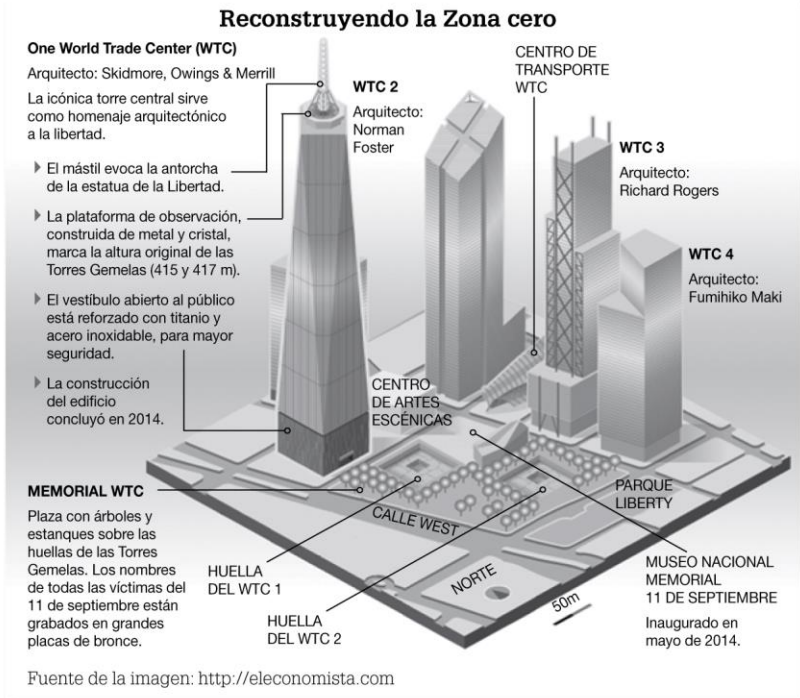 Reconstruyendo la Zona cero
One World Trade Center (WTC)
Arquitecto: Skidmore, Owings & Merrill
La icónica torre central sirve
como homenaje arquitectónico
a la libertad.
El mástil evoca la antorcha
de la estatua de la Libertad.
La plataforma de observación,
construida de metal y cristal,
marca la altura original de las
Torres Gemelas (415 y 417 m).
El vestíbulo abierto al público
está reforzado con titanio y
acero inoxidable, para mayor
seguridad.
La construcción
del edificio
concluyó en 2014.
WTC 2
Arquitecto:
Norman
Foster
CENTRO DE
TRANSPORTE
WTC
WTC 3
Arquitecto:
Richard Rogers
WTC 4
Arquitecto:
Fumihiko Maki
CENTRO
DE ARTES
ESCÉNICAS
MEMORIAL WTC
Plaza con árboles y
estanques sobre las
huellas de las Torres
Gemelas. Los nombres
de todas las víctimas del
11 de septiembre están
grabados en grandes
placas de bronce.
CALLE WEST
PARQUE
LIBERTY
HUELLA
DEL WTC 1
HUELLA
DEL WTC 2
NORTE
50m
MUSEO NACIONAL
MEMORIAL
11 DE SEPTIEMBRE
Inaugurado en
mayo de 2014.
Fuente de la imagen: http://eleconomista.com